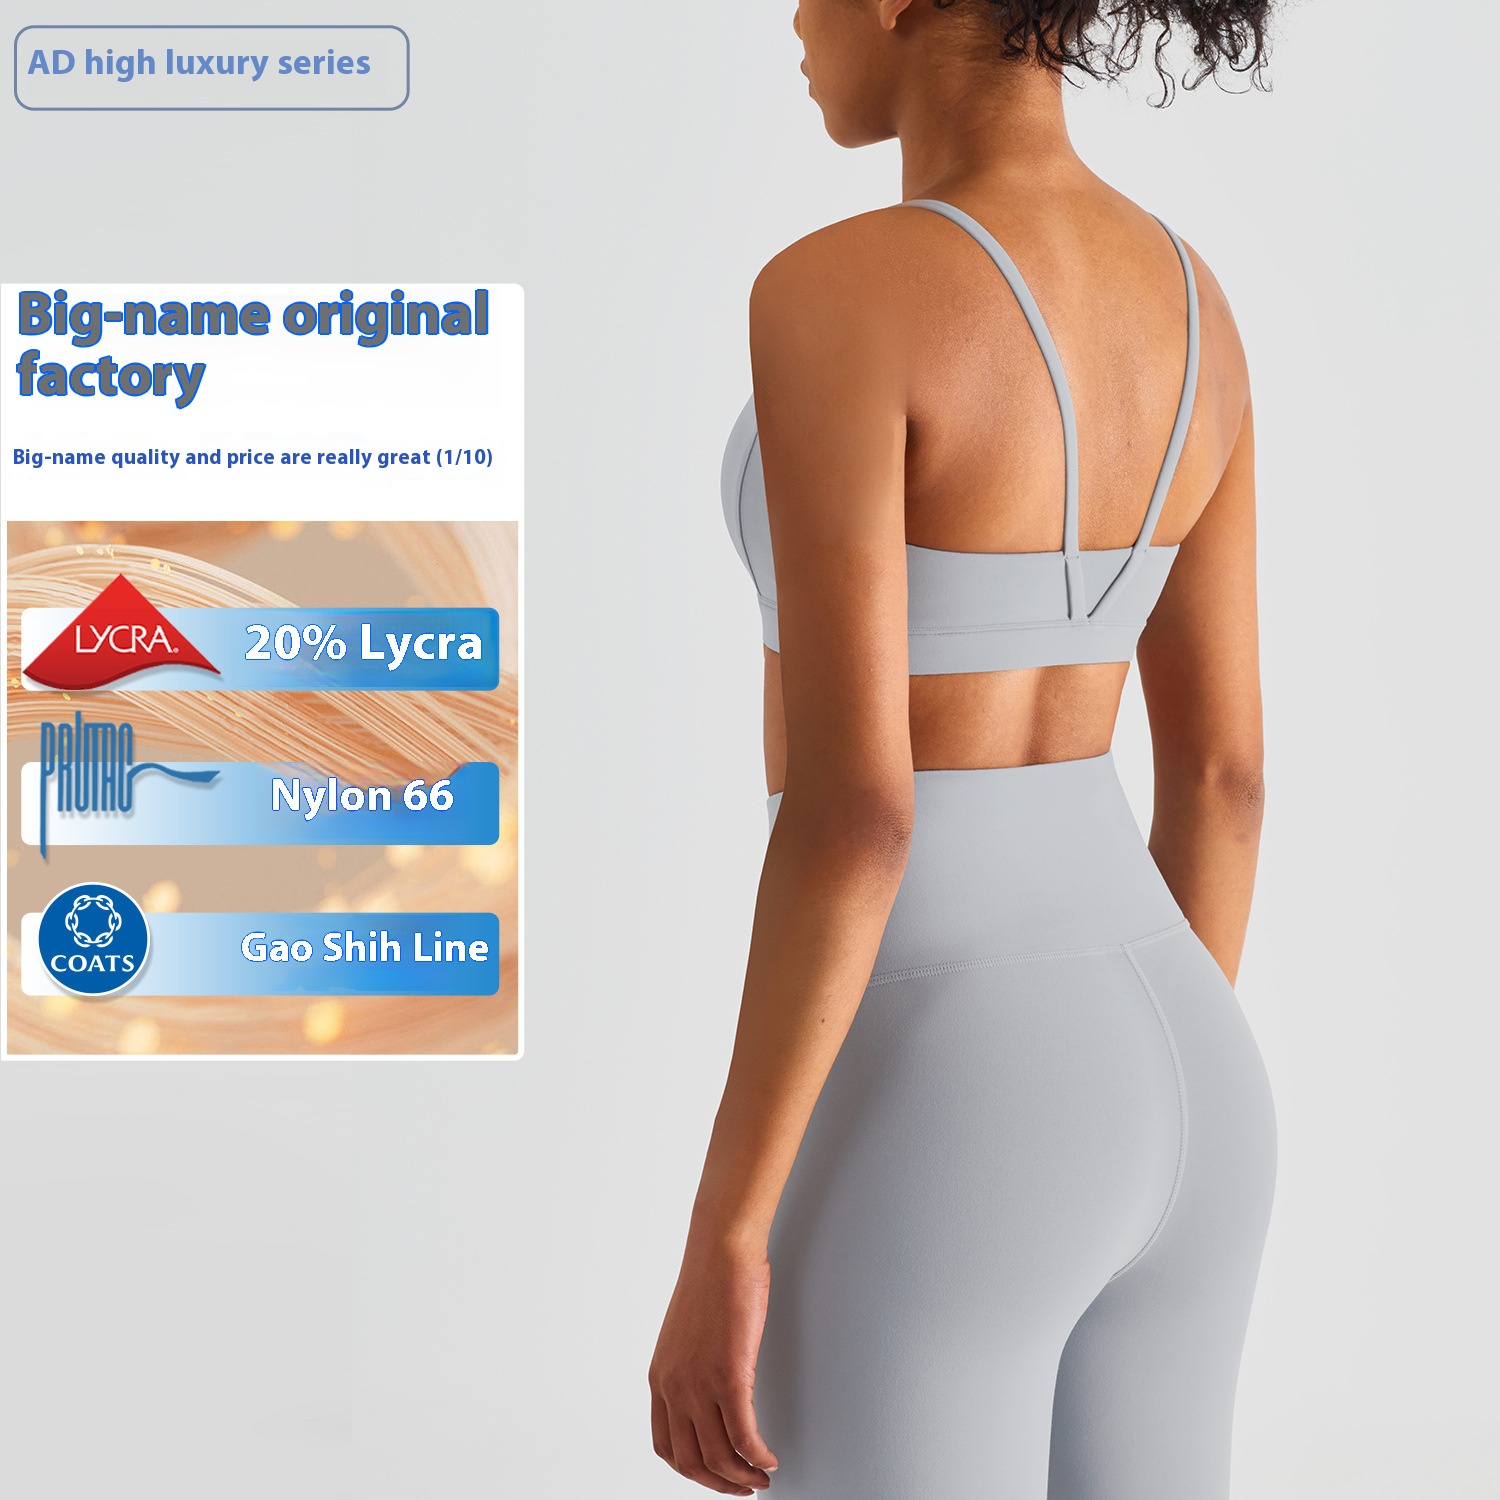 AD high luxury series
Big-name original
factory
Big-name quality and price are really great (1/10)
LYCRA®
20% Lycra
PRUTAC
Nylon 66
COATS
Gao Shih Line